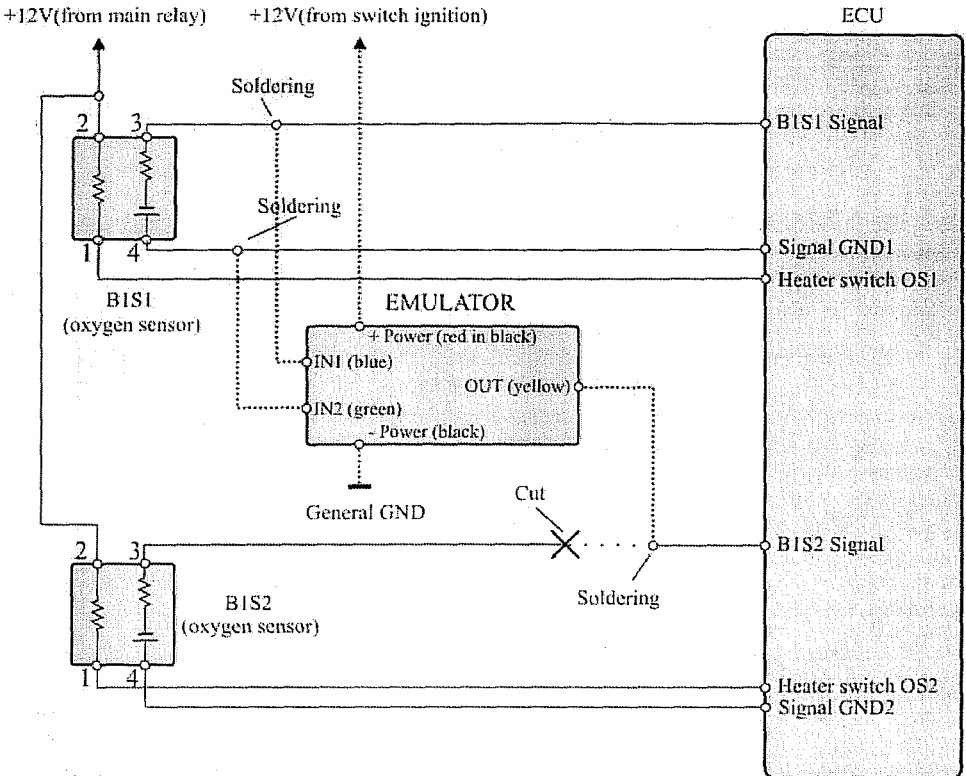 +12V(from main relay)
+12V(from switch ignition)
ECU
Soldering
2
3
B1S1 Signal
Soldering
1
4
Signal GND1
Heater switch OS1
B1S1
(oxygen sensor)
EMULATOR
+ Power (red in black)
IN1 (blue)
OUT (yellow)
IN2 (green)
- Power (black)
General GND
Cut
2
3
B1S2 Signal
B1S2
(oxygen sensor)
Soldering
1
4
Heater switch OS2
Signal GND2